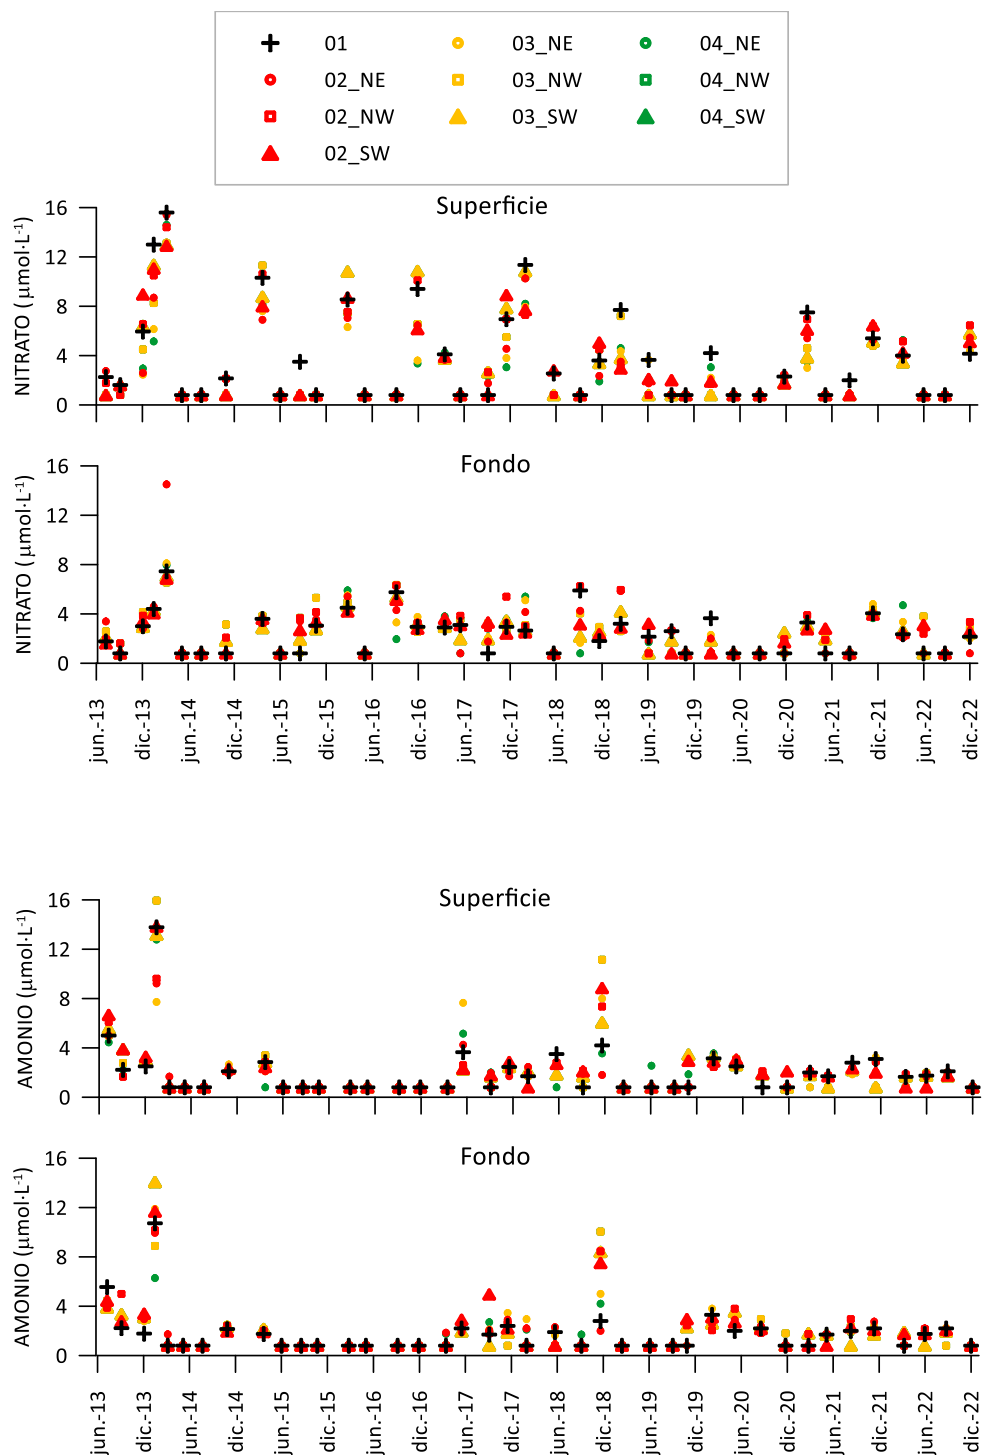 01 03_NE 04_NE
02_NE 03_NW 04_NW
02_NW 03_SW 04_SW
02_SW
Superficie
NITRATO ( µmol·L⁻¹)
16
12
8
4
0
Fondo
NITRATO ( µmol·L⁻¹)
16
12
8
4
0
jun.-13 dic.-13 jun.-14 dic.-14 jun.-15 dic.-15 jun.-16 dic.-16 jun.-17 dic.-17 jun.-18 dic.-18 jun.-19 dic.-19 jun.-20 dic.-20 jun.-21 dic.-21 jun.-22 dic.-22
Superficie
AMONIO (µmol·L⁻¹)
16
12
8
4
0
Fondo
AMONIO (µmol·L⁻¹)
16
12
8
4
0
jun.-13 dic.-13 jun.-14 dic.-14 jun.-15 dic.-15 jun.-16 dic.-16 jun.-17 dic.-17 jun.-18 dic.-18 jun.-19 dic.-19 jun.-20 dic.-20 jun.-21 dic.-21 jun.-22 dic.-22